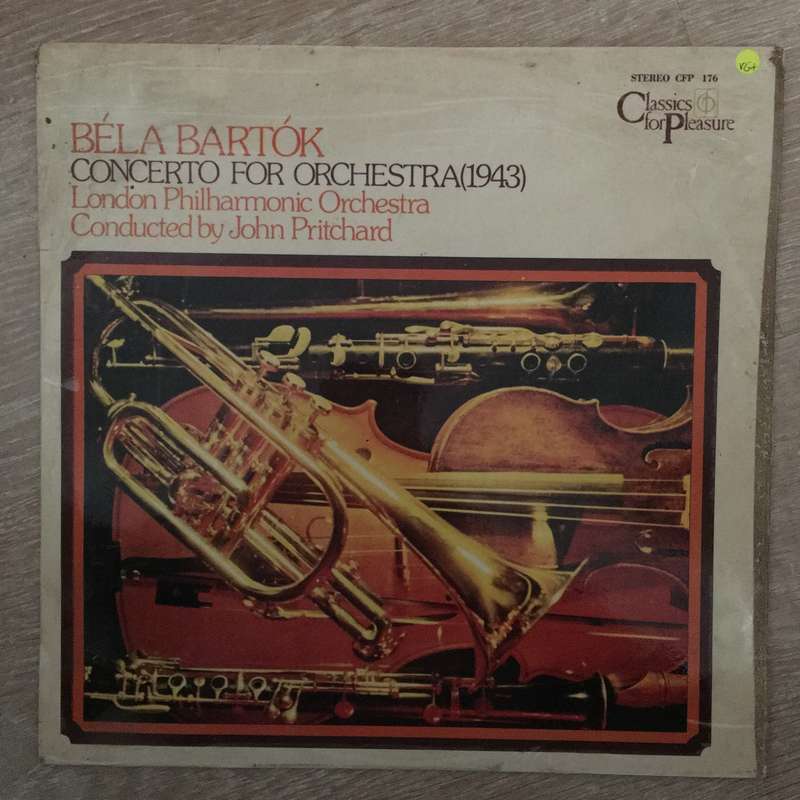 VG+
STEREO CFP 176
Classics
for Pleasure
BÉLA BARTÓK
CONCERTO FOR ORCHESTRA(1943)
London Philharmonic Orchestra
Conducted by John Pritchard